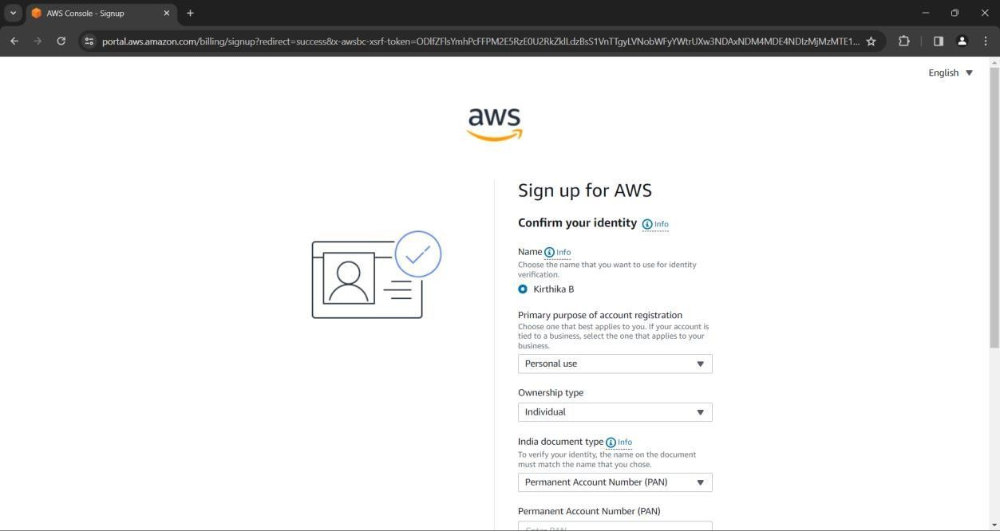 AWS Console - Signup
portal.aws.amazon.com/billing/signup?redirect=success&x-awsbc-xsrf-token=ODlfZFlsYmhPcFFPM2E5RzE0U2RkZklLdzBsS1VnTTgyLVNobWFyYWtrUXw3NDAxNDM4MDE4NDIzMjMzMTE1...
English
aws
Sign up for AWS
Confirm your identity Info
Name Info
Choose the name that you want to use for identity
verification.
Kirthika B
Primary purpose of account registration
Choose one that best applies to you. If your account is
tied to a business, select the one that applies to your
business.
Personal use
Ownership type
Individual
India document type Info
To verify your identity, the name on the document
must match the name that you chose.
Permanent Account Number (PAN)
Permanent Account Number (PAN)
Enter PAN